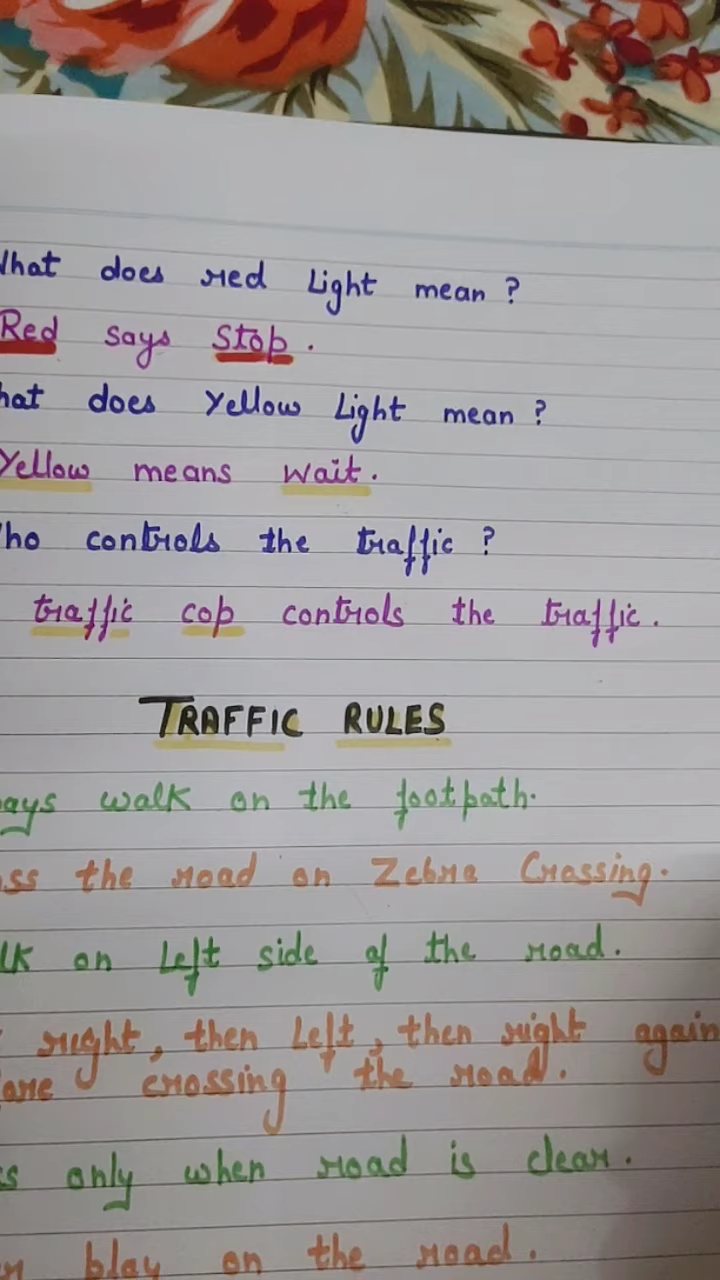 What does red Light mean ?
Red says Stop.
What does Yellow Light mean ?
Yellow means wait.
Who controls the traffic ?
traffic cop controls the traffic.
TRAFFIC RULES
ays walk on the footpath.
ss the road on Zebra Crossing.
lk on Left side of the road.
right, then Left, then right again
ore crossing the road.
s only when road is clear.
play on the road.